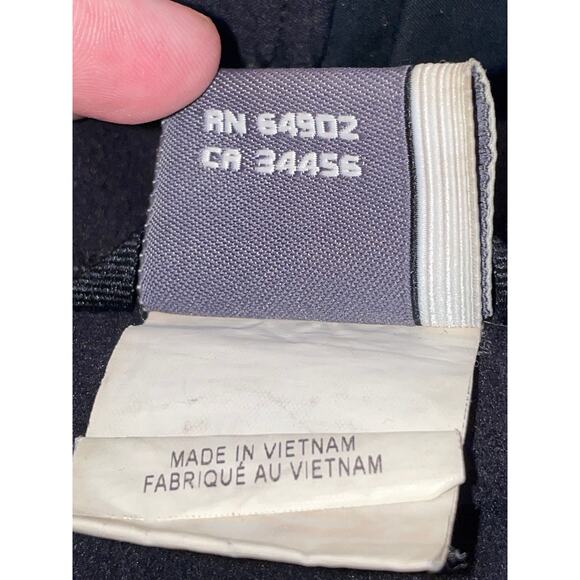 RN 64902
CA 34456
MADE IN VIETNAM
FABRIQUÉ AU VIETNAM